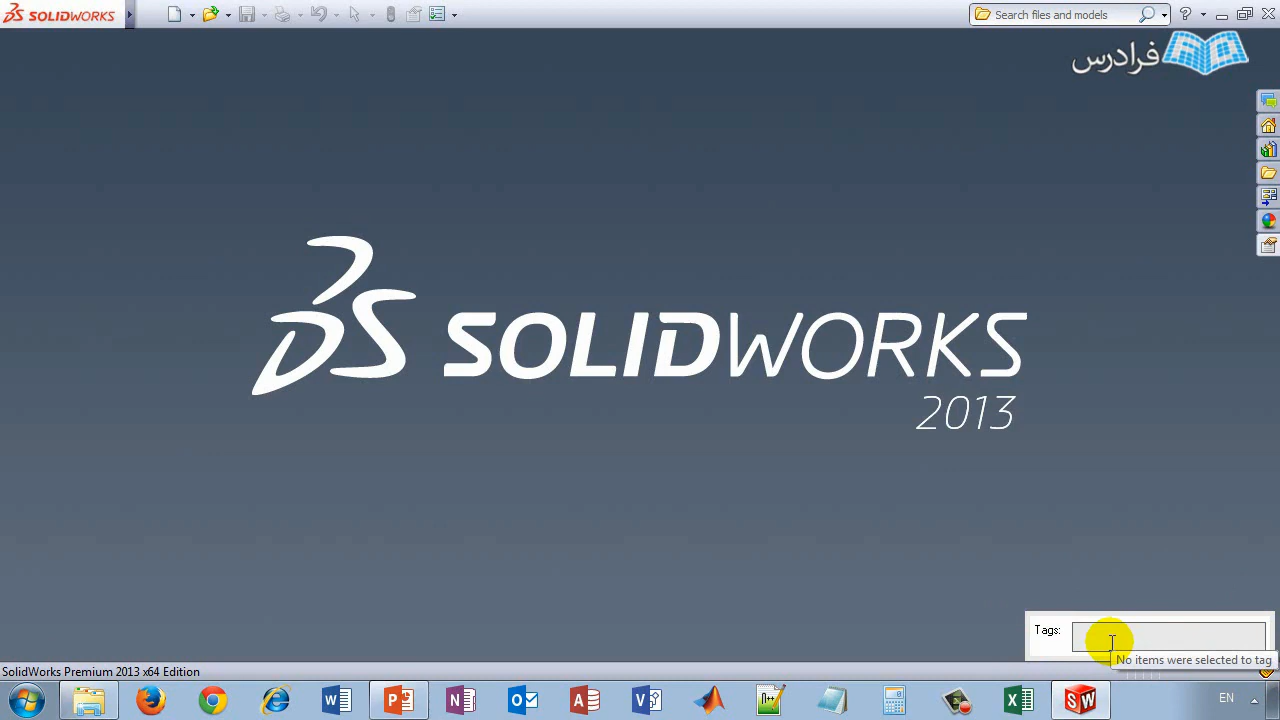 SOLIDWORKS
Search files and models
فرادرس
SOLIDWORKS
2013
Tags:
No items were selected to tag
SolidWorks Premium 2013 x64 Edition
EN